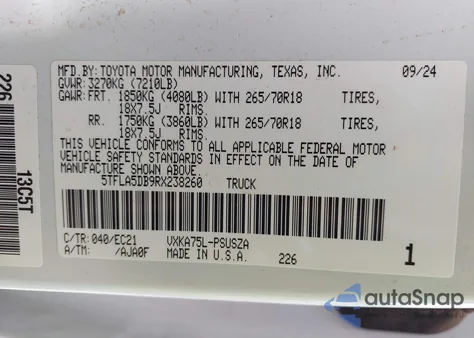 MFD.BY: TOYOTA MOTOR MANUFACTURING, TEXAS, INC. 09/24
GVWR: 3270KG (7210LB)
GAWR: FRT. 1850KG (4080LB) WITH 265/70R18 TIRES,
18X7.5J RIMS.
RR. 1750KG (3860LB) WITH 265/70R18 TIRES,
18X7.5J RIMS.
THIS VEHICLE CONFORMS TO ALL APPLICABLE FEDERAL MOTOR
VEHICLE SAFETY STANDARDS IN EFFECT ON THE DATE OF
MANUFACTURE SHOWN ABOVE.
5TFLA5DB9RX238260 TRUCK
C/TR: 040/EC21 VXKA75L-PSUSZA
A/TM: /AJA0F MADE IN U.S.A. 226 1
226
13C5T
autaSnap